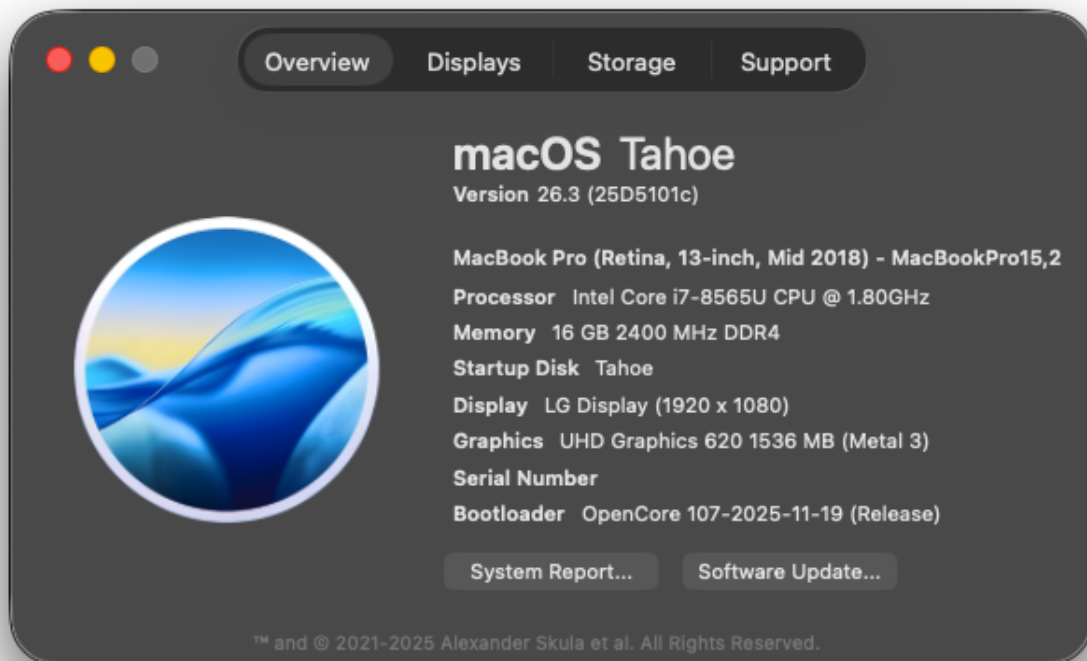 Overview Displays Storage Support
macOS Tahoe
Version 26.3 (25D5101c)
MacBook Pro (Retina, 13-inch, Mid 2018) - MacBookPro15,2
Processor Intel Core i7-8565U CPU @ 1.80GHz
Memory 16 GB 2400 MHz DDR4
Startup Disk Tahoe
Display LG Display (1920 x 1080)
Graphics UHD Graphics 620 1536 MB (Metal 3)
Serial Number
Bootloader OpenCore 107-2025-11-19 (Release)
System Report... Software Update...
™ and © 2021-2025 Alexander Skula et al. All Rights Reserved.